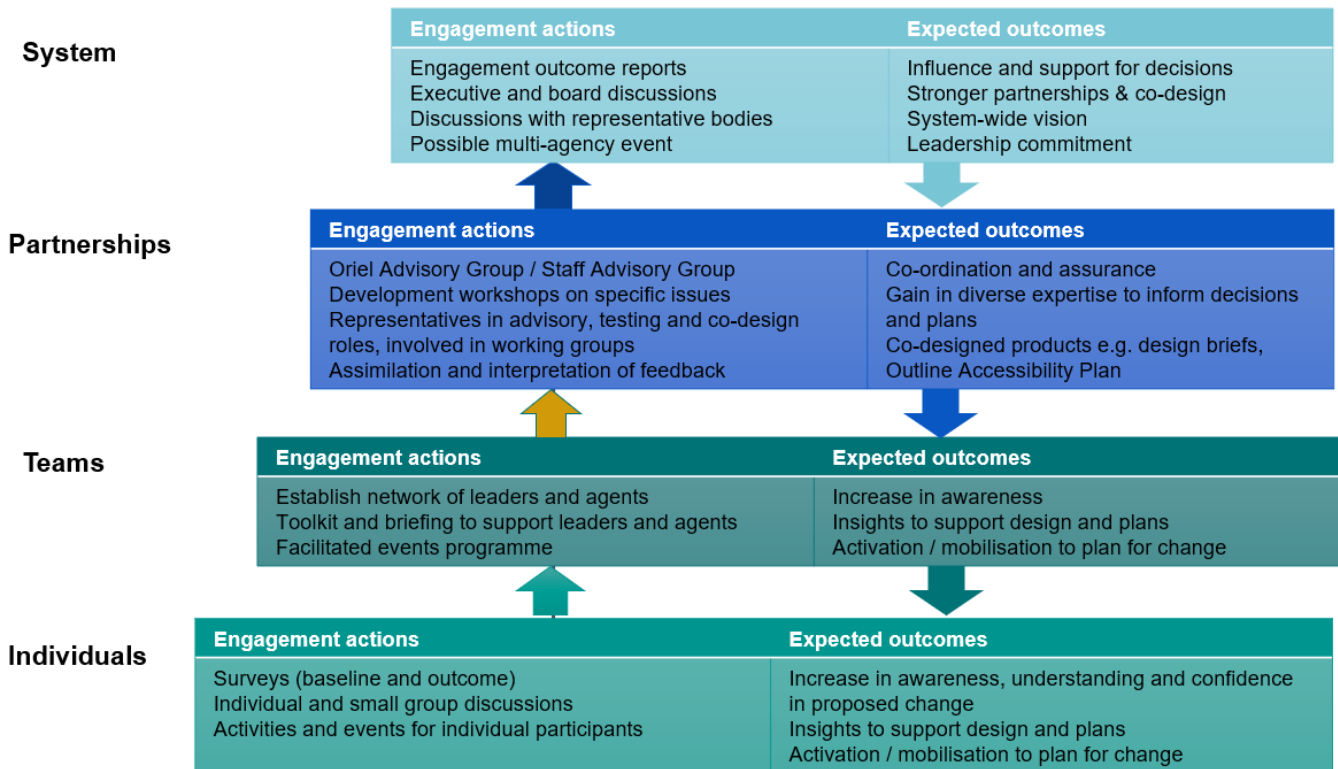 System
Engagement actions
Expected outcomes
Engagement outcome reports
Executive and board discussions
Discussions with representative bodies
Possible multi-agency event
Influence and support for decisions
Stronger partnerships & co-design
System-wide vision
Leadership commitment
Partnerships
Engagement actions
Expected outcomes
Oriel Advisory Group / Staff Advisory Group
Development workshops on specific issues
Representatives in advisory, testing and co-design
roles, involved in working groups
Assimilation and interpretation of feedback
Co-ordination and assurance
Gain in diverse expertise to inform decisions
and plans
Co-designed products e.g. design briefs,
Outline Accessibility Plan
Teams
Engagement actions
Expected outcomes
Establish network of leaders and agents
Toolkit and briefing to support leaders and agents
Facilitated events programme
Increase in awareness
Insights to support design and plans
Activation / mobilisation to plan for change
Individuals
Engagement actions
Expected outcomes
Surveys (baseline and outcome)
Individual and small group discussions
Activities and events for individual participants
Increase in awareness, understanding and confidence
in proposed change
Insights to support design and plans
Activation / mobilisation to plan for change